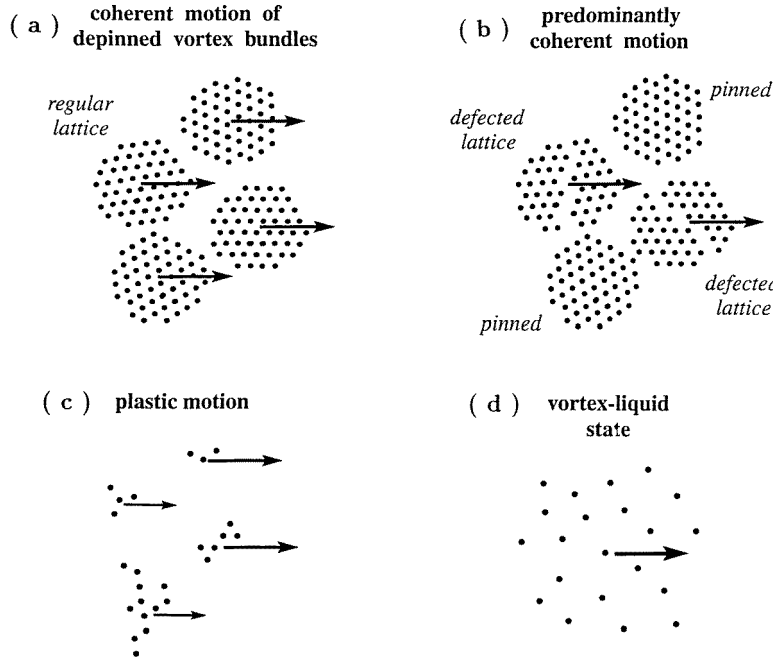 ( a ) coherent motion of
depinned vortex bundles
regular
lattice
( b ) predominantly
coherent motion
pinned
defected
lattice
defected
lattice
pinned
( c ) plastic motion
( d ) vortex-liquid
state